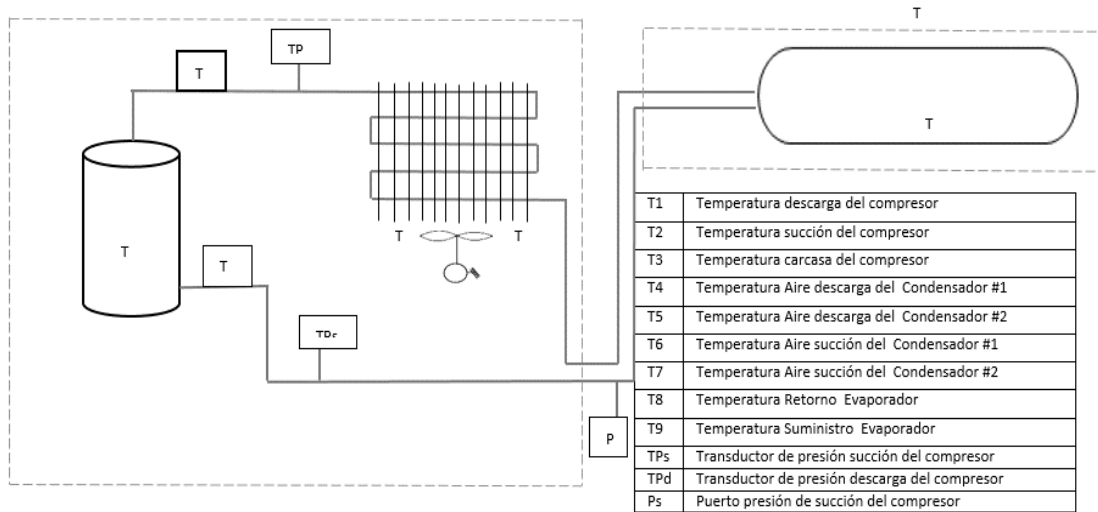 T
TP
T
T
T
T
T
T
T
P
T1 Temperatura descarga del compresor
T2 Temperatura succión del compresor
T3 Temperatura carcasa del compresor
T4 Temperatura Aire descarga del Condensador #1
T5 Temperatura Aire descarga del Condensador #2
T6 Temperatura Aire succión del Condensador #1
T7 Temperatura Aire succión del Condensador #2
T8 Temperatura Retorno Evaporador
T9 Temperatura Suministro Evaporador
TPs Transductor de presión succión del compresor
TPd Transductor de presión descarga del compresor
Ps Puerto presión de succión del compresor